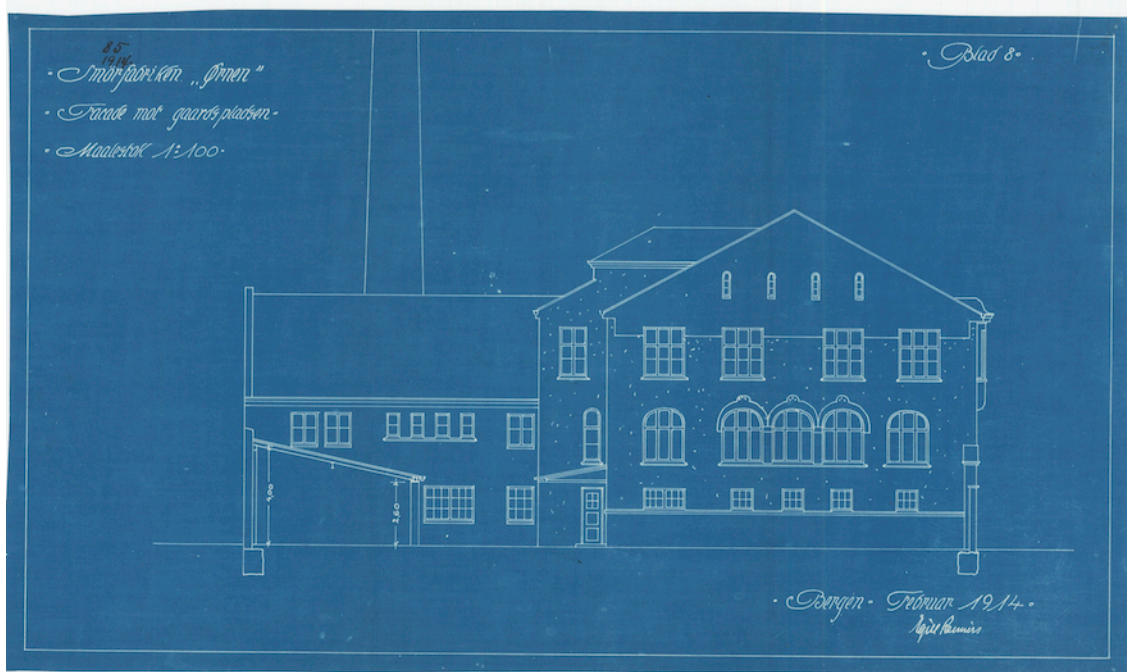 85
1914
· Smørfabriken „Ørnen"
· Facade mot gaardspladsen ·
· Maalestok 1:100 ·
· Blad 8 ·
4,00
2,60
· Bergen · Februar 1914 ·